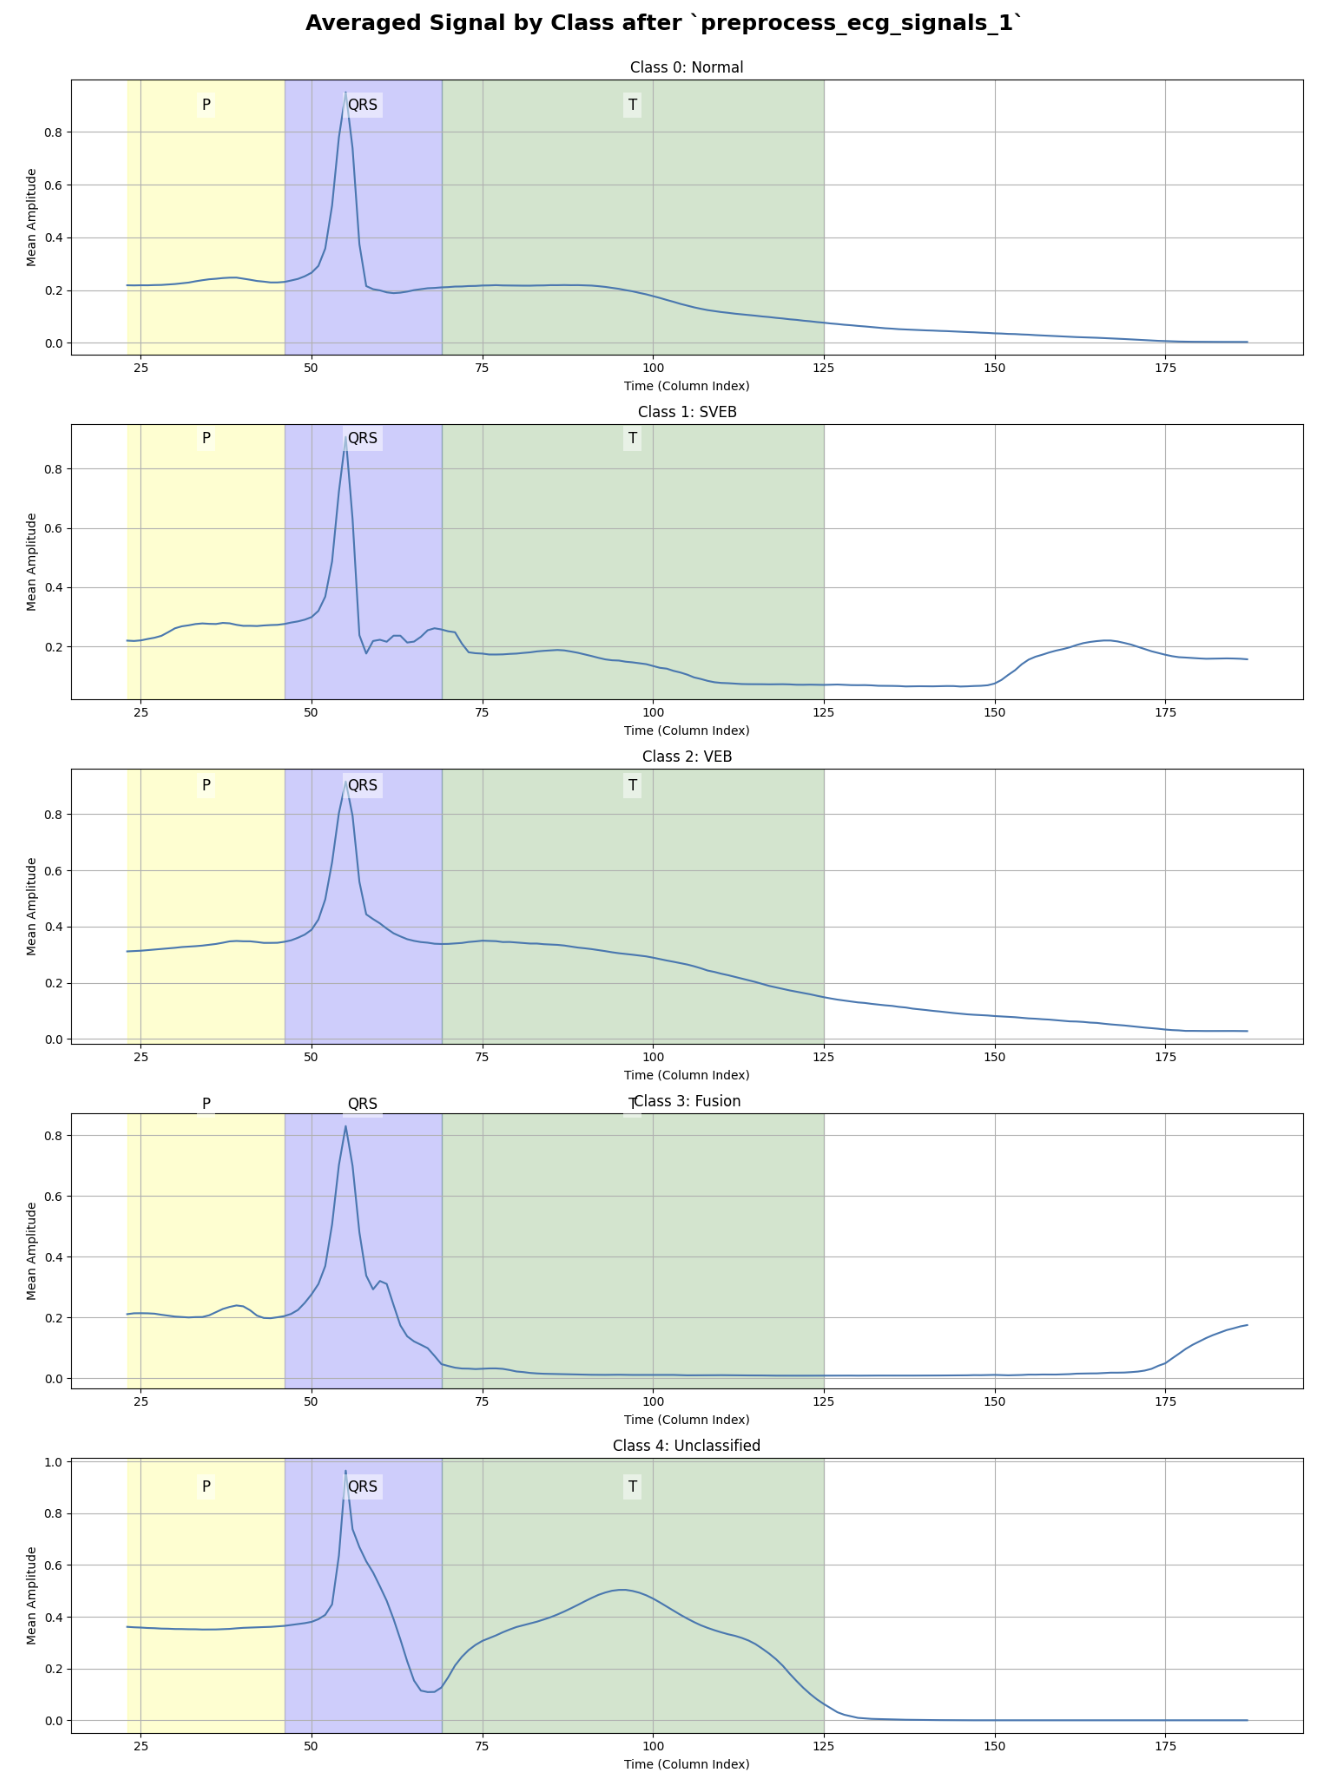 Averaged Signal by Class after `preprocess_ecg_signals_1`
Class 0: Normal
P QRS T
0.8
0.6
0.4
0.2
0.0
Mean Amplitude
25 50 75 100 125 150 175
Time (Column Index)
Class 1: SVEB
P QRS T
0.8
0.6
0.4
0.2
Mean Amplitude
25 50 75 100 125 150 175
Time (Column Index)
Class 2: VEB
P QRS T
0.8
0.6
0.4
0.2
0.0
Mean Amplitude
25 50 75 100 125 150 175
Time (Column Index)
Class 3: Fusion
P QRS T
0.8
0.6
0.4
0.2
0.0
Mean Amplitude
25 50 75 100 125 150 175
Time (Column Index)
Class 4: Unclassified
P QRS T
1.0
0.8
0.6
0.4
0.2
0.0
Mean Amplitude
25 50 75 100 125 150 175
Time (Column Index)